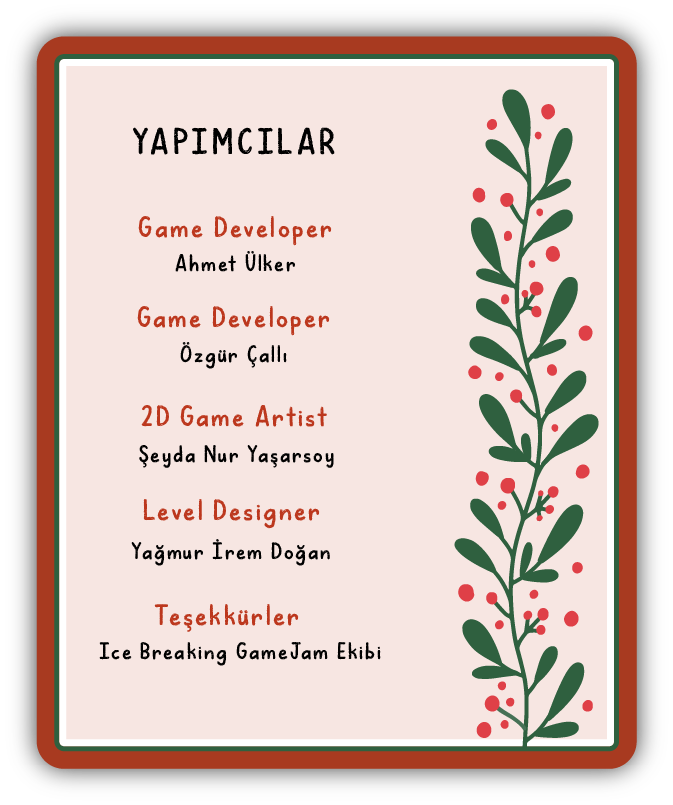 YAPIMCILAR
Game Developer
Ahmet Ülker
Game Developer
Özgür Çallı
2D Game Artist
Şeyda Nur Yaşarsoy
Level Designer
Yağmur İrem Doğan
Teşekkürler
Ice Breaking GameJam Ekibi